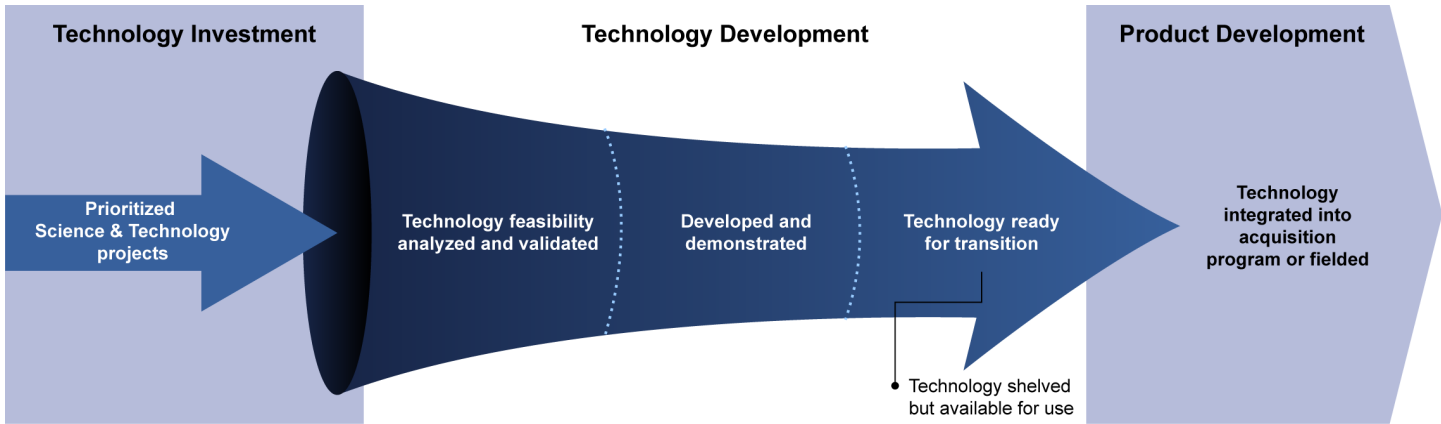 Technology Investment
Technology Development
Product Development
Prioritized
Science & Technology
projects
Technology feasibility
analyzed and validated
Developed and
demonstrated
Technology ready
for transition
Technology shelved
but available for use
Technology
integrated into
acquisition
program or fielded